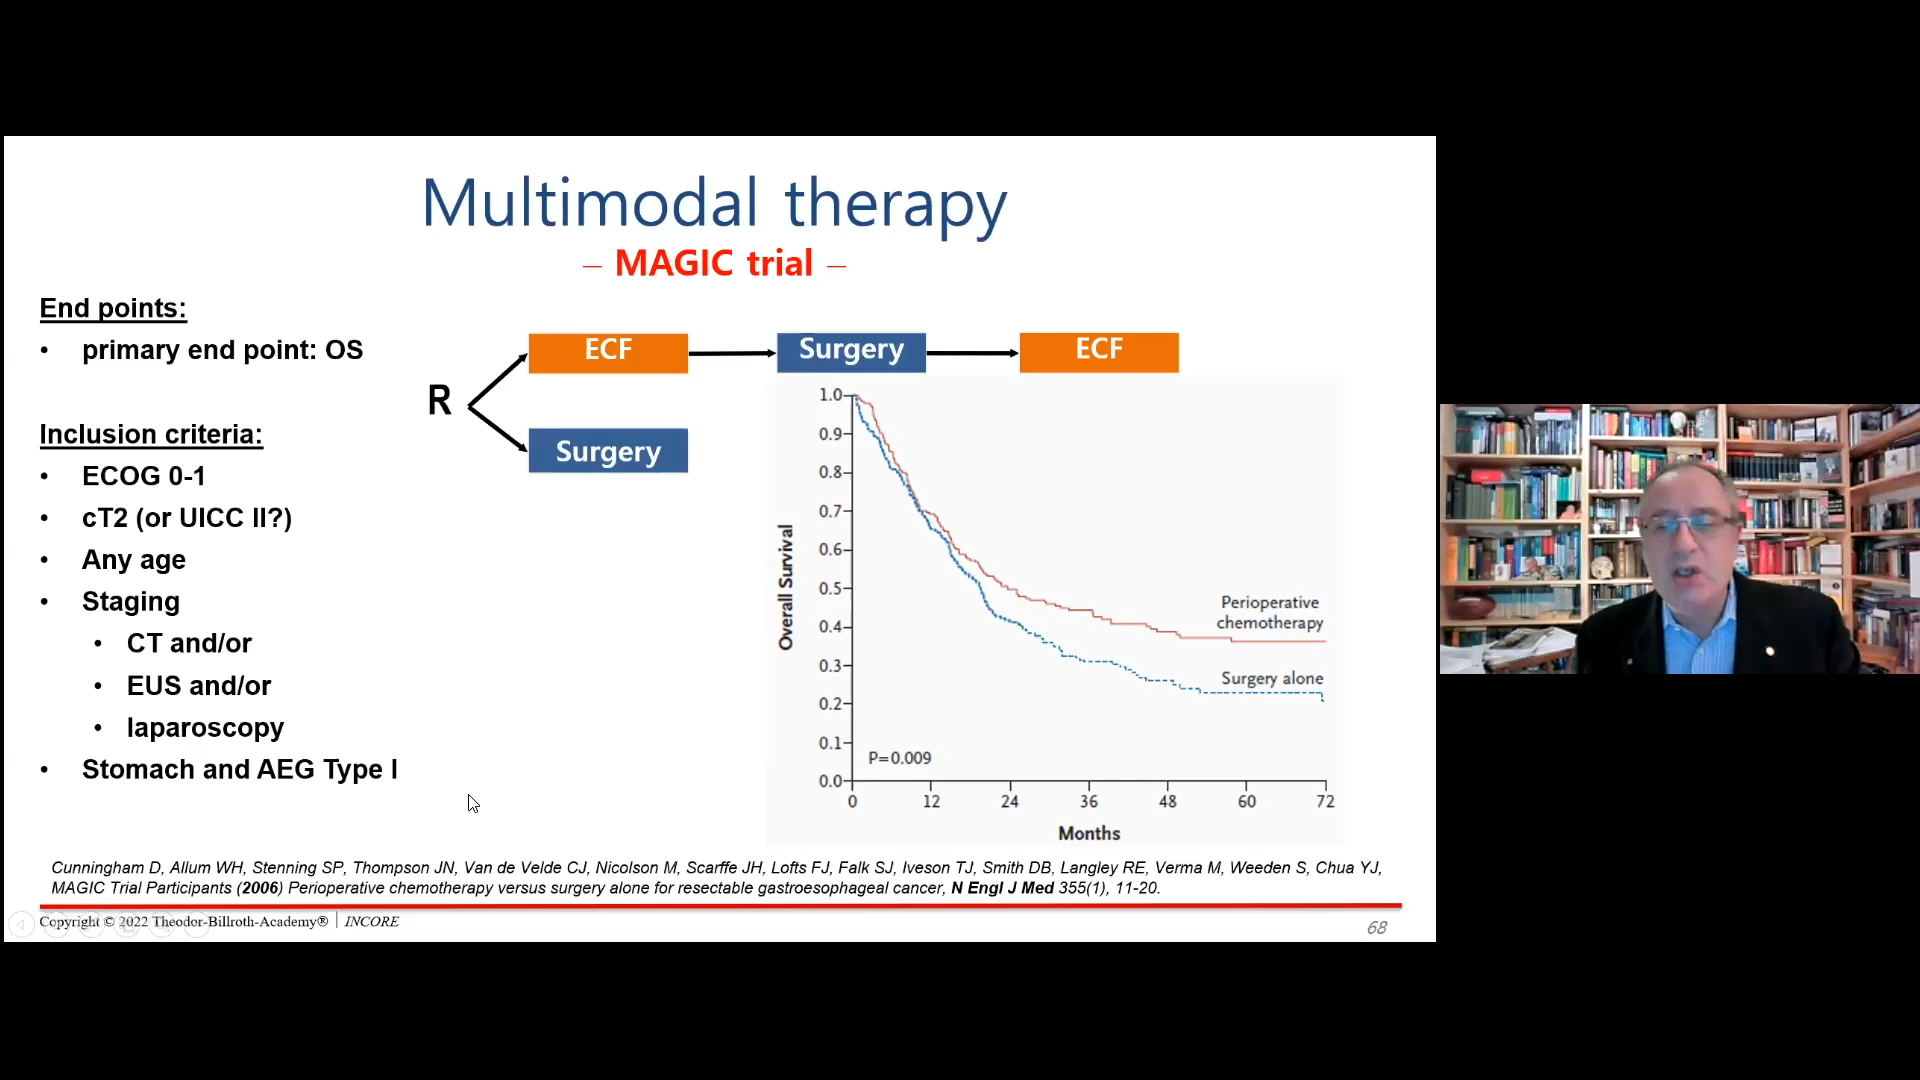 Multimodal therapy
– MAGIC trial –
End points:
• primary end point: OS
Inclusion criteria:
• ECOG 0-1
• cT2 (or UICC II?)
• Any age
• Staging
• CT and/or
• EUS and/or
• laparoscopy
• Stomach and AEG Type I
R
ECF
Surgery
ECF
Surgery
Overall Survival
1.0
0.9
0.8
0.7
0.6
0.5
0.4
0.3
0.2
0.1
0.0
Perioperative
chemotherapy
Surgery alone
P=0.009
0 12 24 36 48 60 72
Months
Cunningham D, Allum WH, Stenning SP, Thompson JN, Van de Velde CJ, Nicolson M, Scarffe JH, Lofts FJ, Falk SJ, Iveson TJ, Smith DB, Langley RE, Verma M, Weeden S, Chua YJ,
MAGIC Trial Participants (2006) Perioperative chemotherapy versus surgery alone for resectable gastroesophageal cancer, N Engl J Med 355(1), 11-20.
Copyright © 2022 Theodor-Billroth-Academy® | INCORE
68